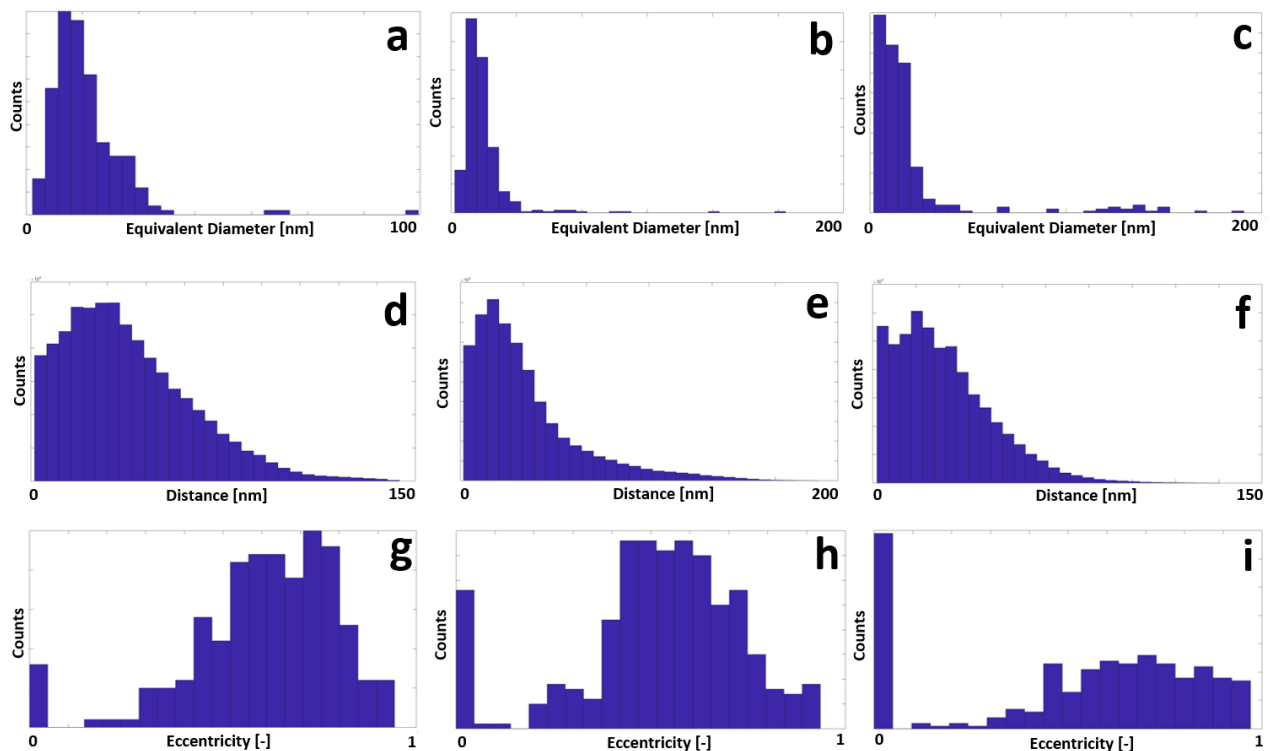 a
b
c
Counts
Counts
Counts
0 Equivalent Diameter [nm] 100
0 Equivalent Diameter [nm] 200
0 Equivalent Diameter [nm] 200
d
e
f
Counts
Counts
Counts
0 Distance [nm] 150
0 Distance [nm] 200
0 Distance [nm] 150
g
h
i
Counts
Counts
Counts
0 Eccentricity [-] 1
0 Eccentricity [-] 1
0 Eccentricity [-] 1